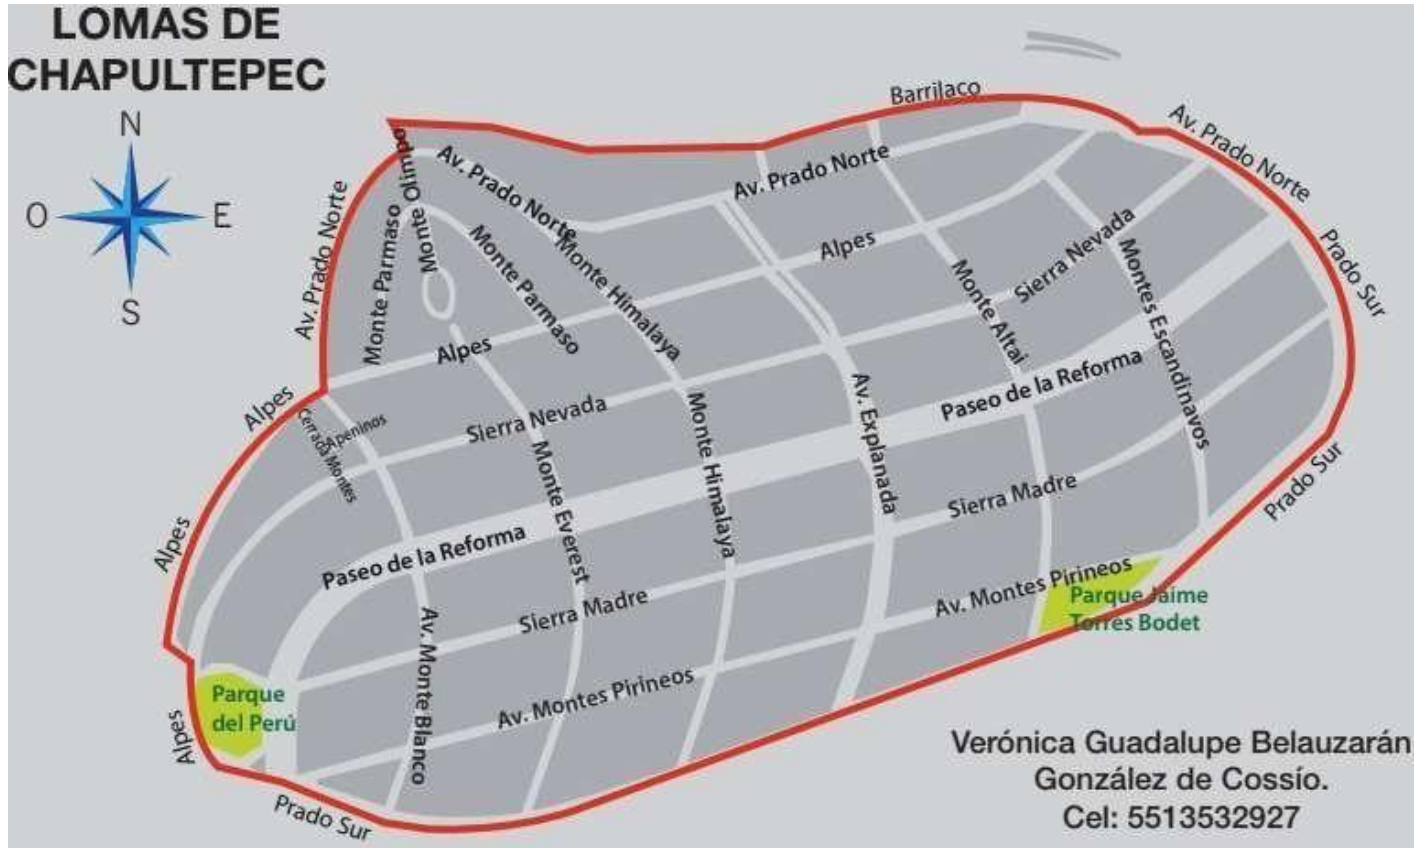 LOMAS DE
CHAPULTEPEC
N
O
E
S
Barrilaco
Av. Prado Norte
Prado Sur
Monte Olimpo
Av. Prado Norte
Av. Prado Norte
Av. Prado Norte
Monte Parmaso
Monte Parmaso
Monte Himalaya
Alpes
Sierra Nevada
Montes Escandinavos
Monte Altai
Alpes
Alpes
Cerrada Montes
Apeninos
Sierra Nevada
Monte Himalaya
Av. Explanada
Paseo de la Reforma
Monte Everest
Sierra Madre
Prado Sur
Alpes
Paseo de la Reforma
Sierra Madre
Av. Montes Pirineos
Parque Jaime
Torres Bodet
Av. Monte Blanco
Av. Montes Pirineos
Parque
del Perú
Alpes
Prado Sur
Verónica Guadalupe Belauzarán
González de Cossío.
Cel: 5513532927